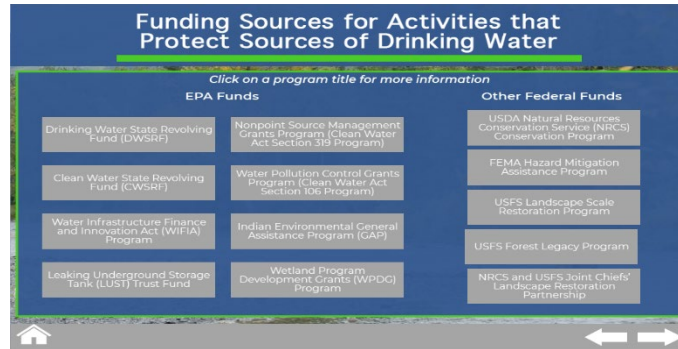 Funding Sources for Activities that
Protect Sources of Drinking Water
Click on a program title for more information
EPA Funds
Drinking Water State Revolving
Fund (DWSRF)
Clean Water State Revolving
Fund (CWSRF)
Water Infrastructure Finance
and Innovation Act (WIFIA)
Program
Leaking Underground Storage
Tank (LUST) Trust Fund
Nonpoint Source Management
Grants Program (Clean Water
Act Section 319 Program)
Water Pollution Control Grants
Program (Clean Water Act
Section 106 Program)
Indian Environmental General
Assistance Program (GAP)
Wetland Program
Development Grants (WPDG)
Program
Other Federal Funds
USDA Natural Resources
Conservation Service (NRCS)
Conservation Program
FEMA Hazard Mitigation
Assistance Program
USFS Landscape Scale
Restoration Program
USFS Forest Legacy Program
NRCS and USFS Joint Chiefs'
Landscape Restoration
Partnership